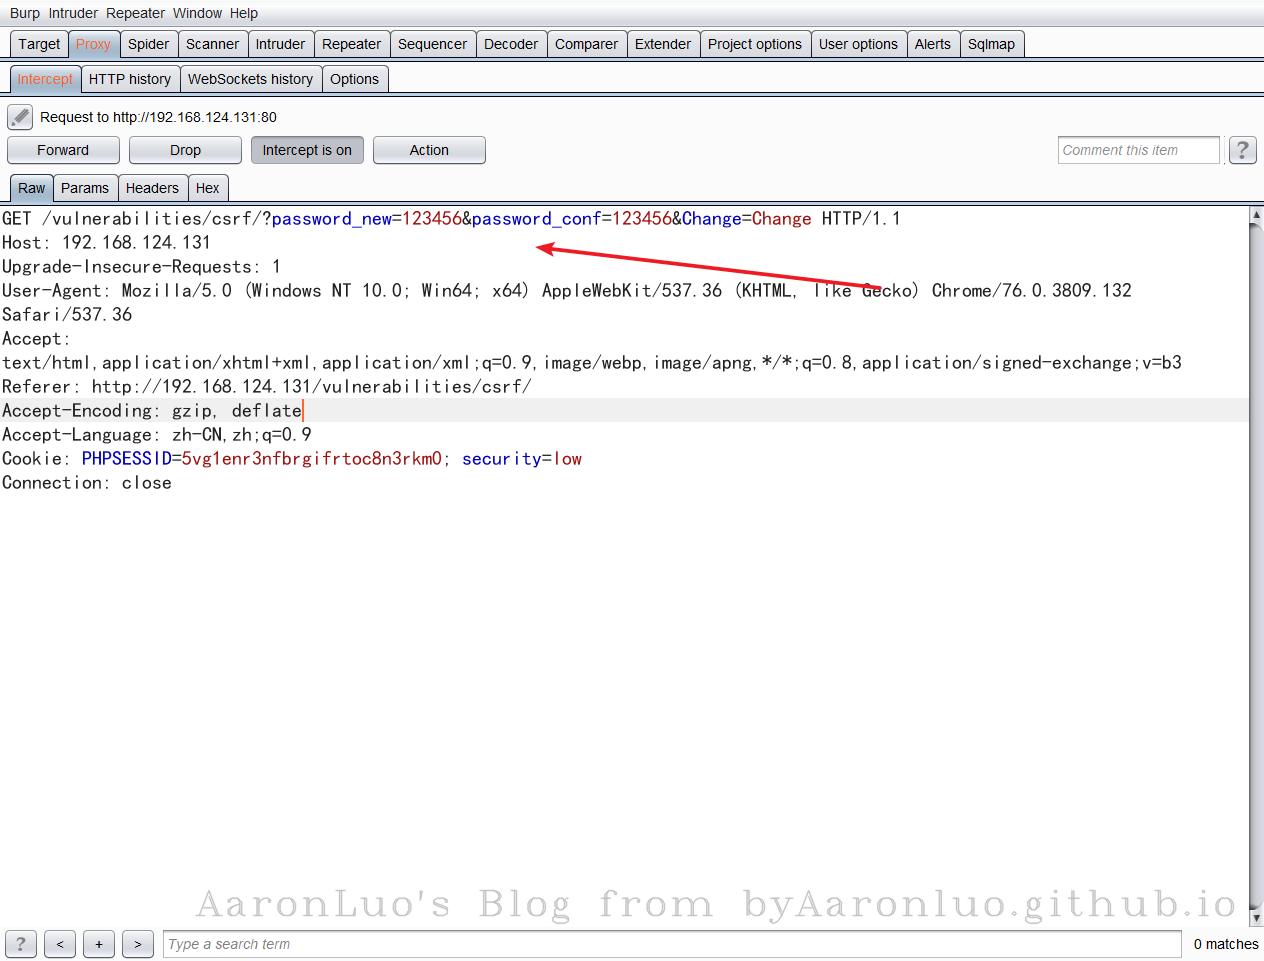 Burp Intruder Repeater Window Help
Target Proxy Spider Scanner Intruder Repeater Sequencer Decoder Comparer Extender Project options User options Alerts Sqlmap
Intercept HTTP history WebSockets history Options
Request to http://192.168.124.131:80
Forward Drop Intercept is on Action Comment this item ?
Raw Params Headers Hex
GET /vulnerabilities/csrf/?password_new=123456&password_conf=123456&Change=Change HTTP/1.1
Host: 192.168.124.131
Upgrade-Insecure-Requests: 1
User-Agent: Mozilla/5.0 (Windows NT 10.0; Win64; x64) AppleWebKit/537.36 (KHTML, like Gecko) Chrome/76.0.3809.132
Safari/537.36
Accept:
text/html,application/xhtml+xml,application/xml;q=0.9,image/webp,image/apng,*/*;q=0.8,application/signed-exchange;v=b3
Referer: http://192.168.124.131/vulnerabilities/csrf/
Accept-Encoding: gzip, deflate
Accept-Language: zh-CN,zh;q=0.9
Cookie: PHPSESSID=5vg1enr3nfbrgifrtoc8n3rkm0; security=low
Connection: close
AaronLuo's Blog from byAaronluo.github.io
? < + > Type a search term 0 matches